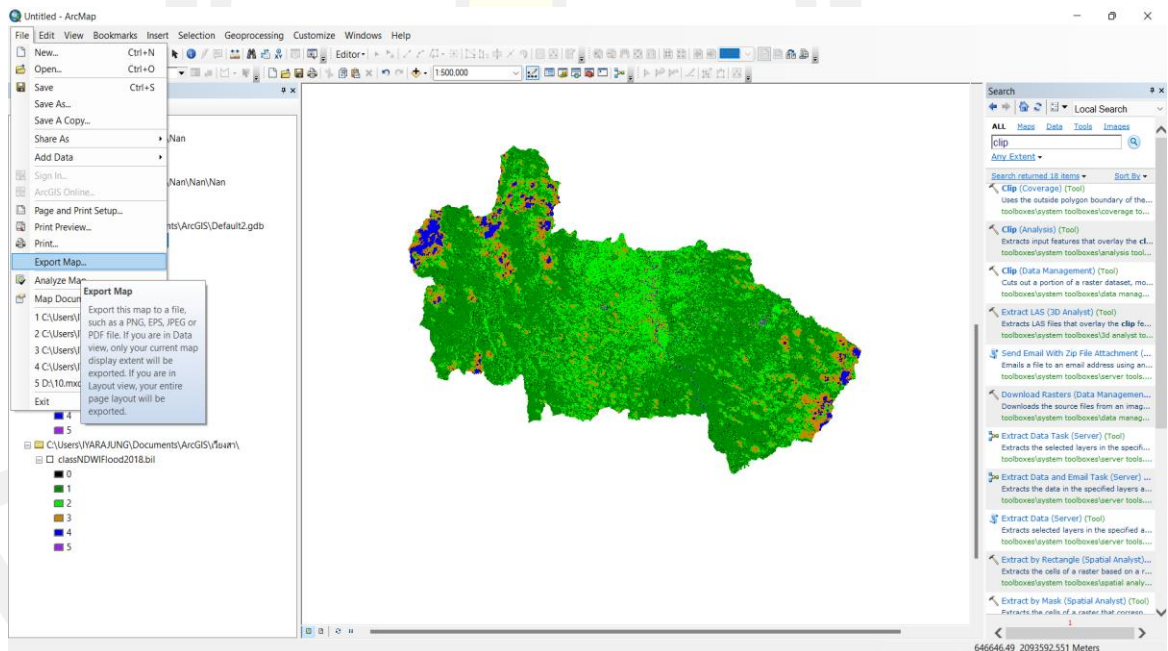 Untitled - ArcMap
File Edit View Bookmarks Insert Selection Geoprocessing Customize Windows Help
New... Ctrl+N
Open... Ctrl+O
Save Ctrl+S
Save As...
Save A Copy...
Share As
Add Data
Sign In...
ArcGIS Online...
Page and Print Setup...
Print Preview...
Print...
Export Map...
Analyze Map
Map Docum
1 C:\Users\I
2 C:\Users\I
3 C:\Users\I
4 C:\Users\I
5 D:\10.mxd
Exit
Export Map
Export this map to a file,
such as a PNG, EPS, JPEG or
PDF file. If you are in Data
view, only your current map
display extent will be
exported. If you are in
Layout view, your entire
page layout will be
exported.
Editor
1:500,000
\Nan
\Nan\Nan\Nan
nts\ArcGIS\Default2.gdb
4
5
C:\Users\IYARAJUNG\Documents\ArcGIS\เวียงสา\
classNDWIFlood2018.bil
0
1
2
3
4
5
Search
Local Search
ALL Maps Data Tools Images
clip
Any Extent
Search returned 18 items Sort By
Clip (Coverage) (Tool)
Uses the outside polygon boundary of the...
toolboxes\system toolboxes\coverage to...
Clip (Analysis) (Tool)
Extracts input features that overlay the cl...
toolboxes\system toolboxes\analysis tool...
Clip (Data Management) (Tool)
Cuts out a portion of a raster dataset, mo...
toolboxes\system toolboxes\data manag...
Extract LAS (3D Analyst) (Tool)
Extracts LAS files that overlay the clip fe...
toolboxes\system toolboxes\3d analyst to...
Send Email With Zip File Attachment (...
Emails a file to an email address using an...
toolboxes\system toolboxes\server tools....
Download Rasters (Data Managemen...
Downloads the source files from an imag...
toolboxes\system toolboxes\data manag...
Extract Data Task (Server) (Tool)
Extracts the selected layers in the specifi...
toolboxes\system toolboxes\server tools....
Extract Data and Email Task (Server) ...
Extracts the data in the specified layers a...
toolboxes\system toolboxes\server tools....
Extract Data (Server) (Tool)
Extracts selected layers in the specified a...
toolboxes\system toolboxes\server tools....
Extract by Rectangle (Spatial Analyst)...
Extracts the cells of a raster based on a r...
toolboxes\system toolboxes\spatial analy...
Extract by Mask (Spatial Analyst) (Tool)
Extracts the cells of a raster that corresp...
1
646646.49 2093592.551 Meters